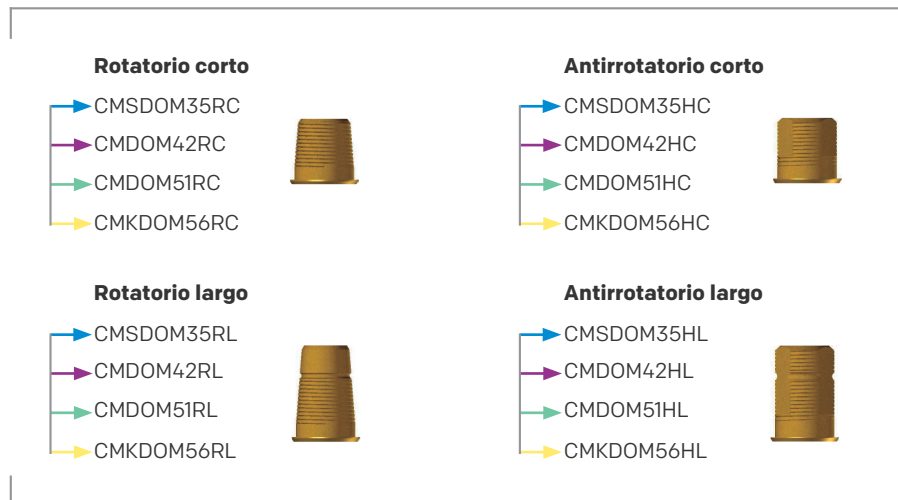 Rotatorio corto
CMSDOM35RC
CMDOM42RC
CMDOM51RC
CMKDOM56RC
Antirrotatorio corto
CMSDOM35HC
CMDOM42HC
CMDOM51HC
CMKDOM56HC
Rotatorio largo
CMSDOM35RL
CMDOM42RL
CMDOM51RL
CMKDOM56RL
Antirrotatorio largo
CMSDOM35HL
CMDOM42HL
CMDOM51HL
CMKDOM56HL